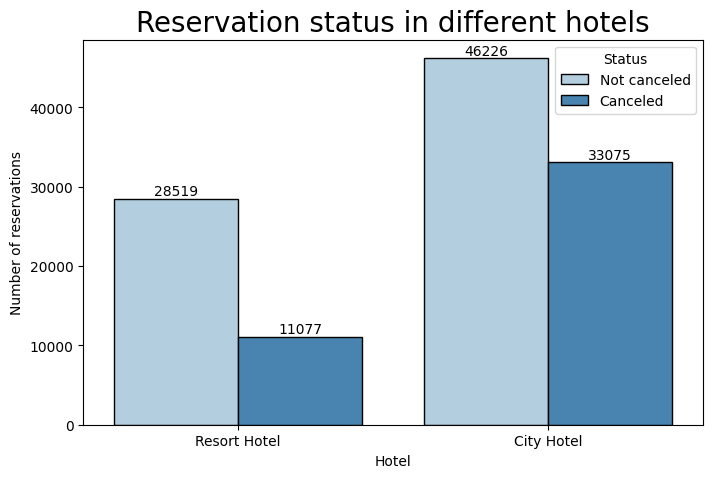 Reservation status in different hotels
46226
Status
Not canceled
Canceled
40000
33075
30000
28519
20000
11077
10000
0
Number of reservations
Resort Hotel
City Hotel
Hotel